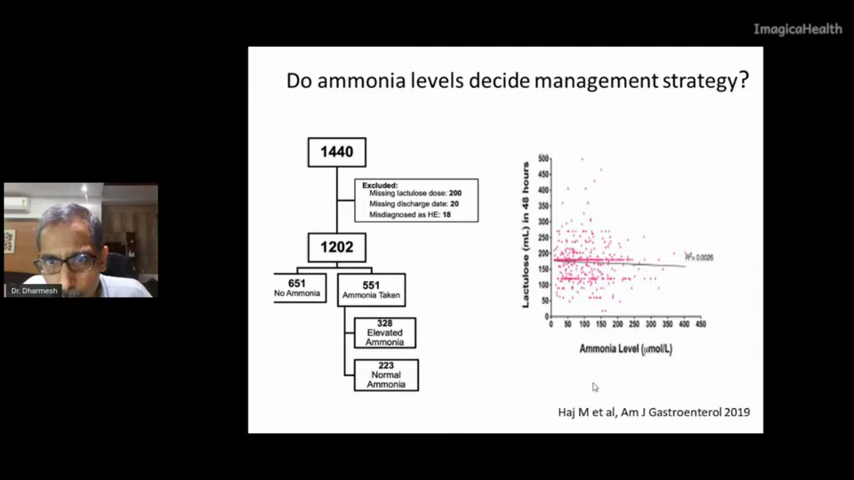 ImagicaHealth
Do ammonia levels decide management strategy?
1440
Excluded:
Missing lactulose dose: 200
Missing discharge date: 20
Misdiagnosed as HE: 18
1202
651
No Ammonia
551
Ammonia Taken
328
Elevated
Ammonia
223
Normal
Ammonia
Lactulose (mL) in 48 hours
500
450
400
350
300
250
200
150
100
50
0
R²= 0.0026
0 50 100 150 200 250 300 350 400 450
Ammonia Level (µmol/L)
Haj M et al, Am J Gastroenterol 2019
Dr. Dharmesh